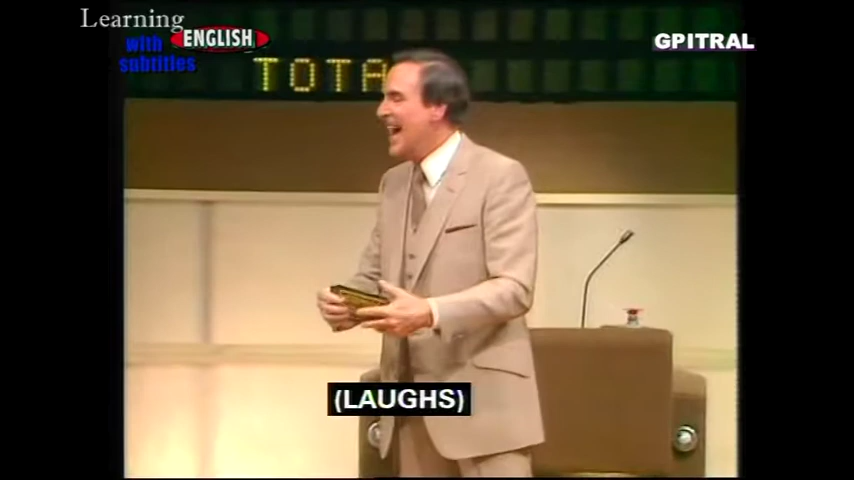 Learning
with ENGLISH
subtitles
GPITRAL
TOTA
(LAUGHS)